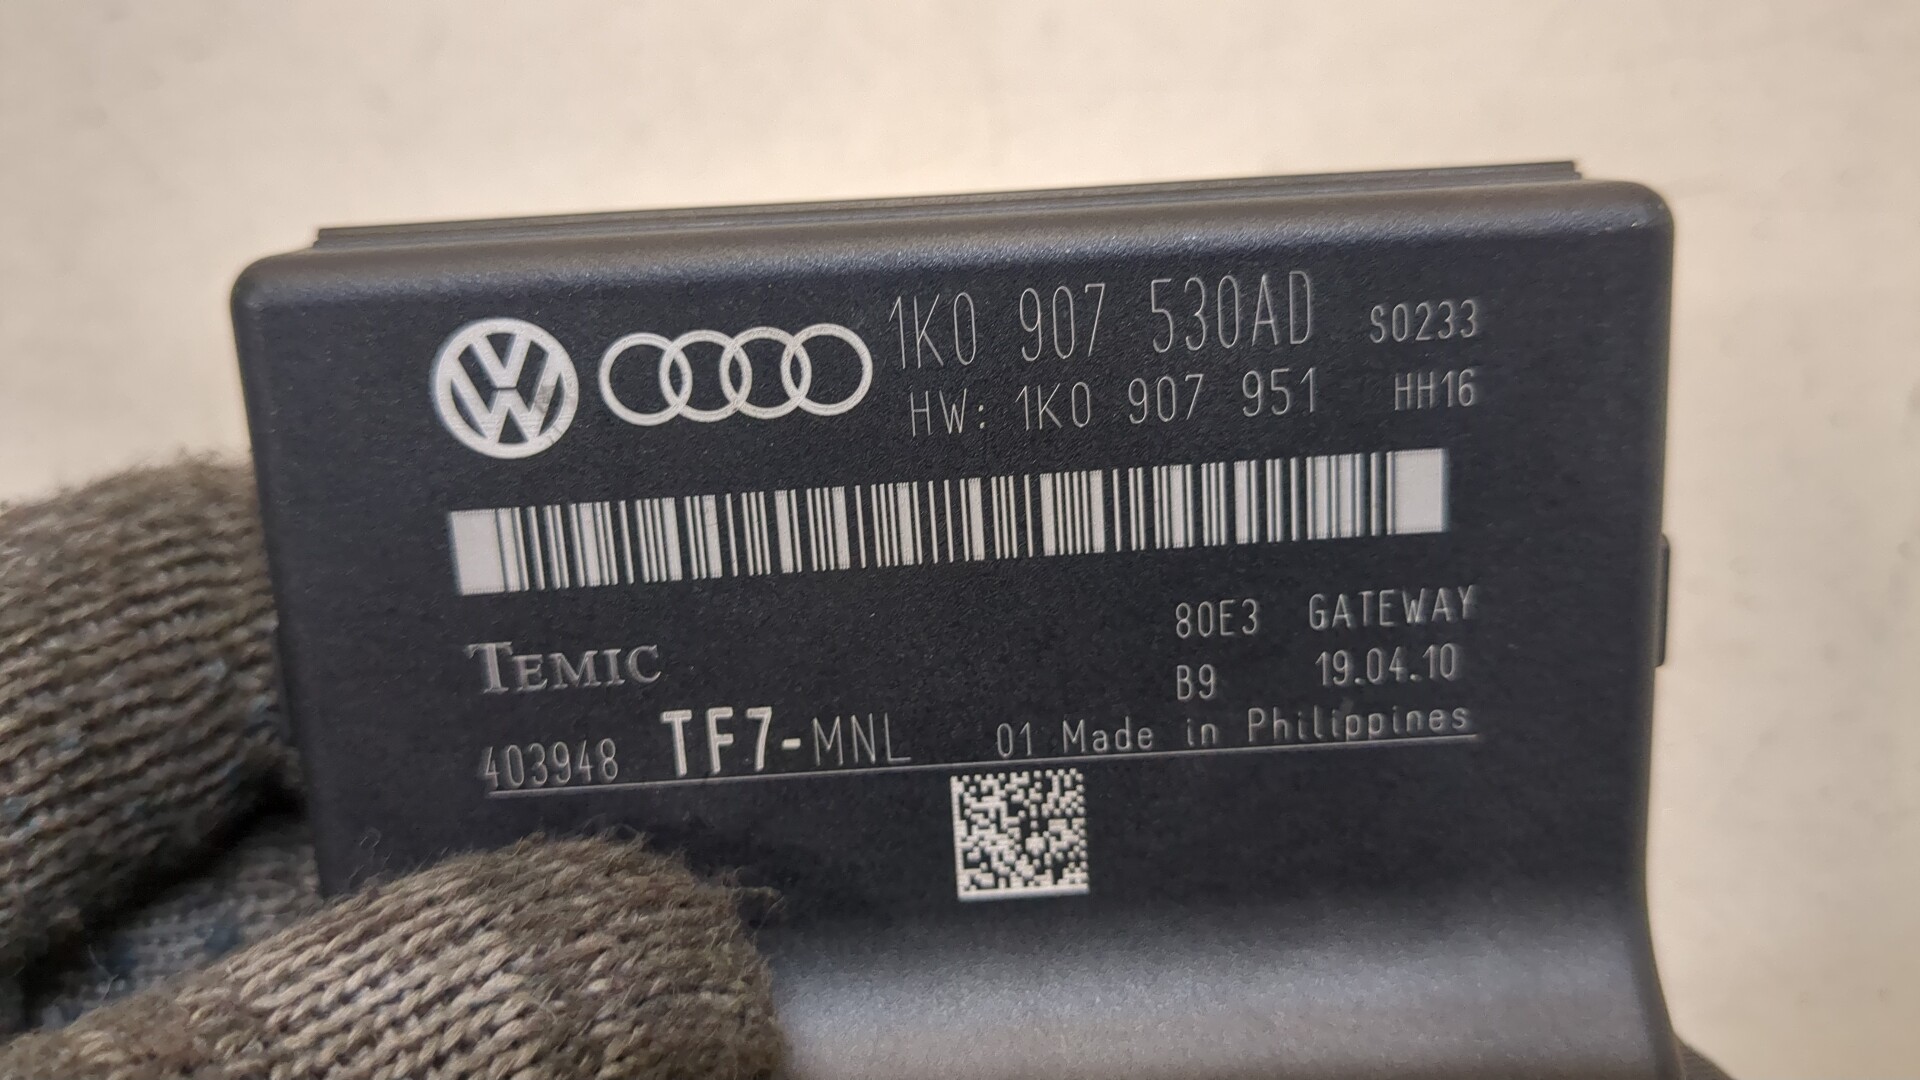 1K0 907 530AD S0233
HW: 1K0 907 951 HH16
80E3 GATEWAY
TEMIC
B9 19.04.10
403948 TF7-MNL 01 Made in Philippines